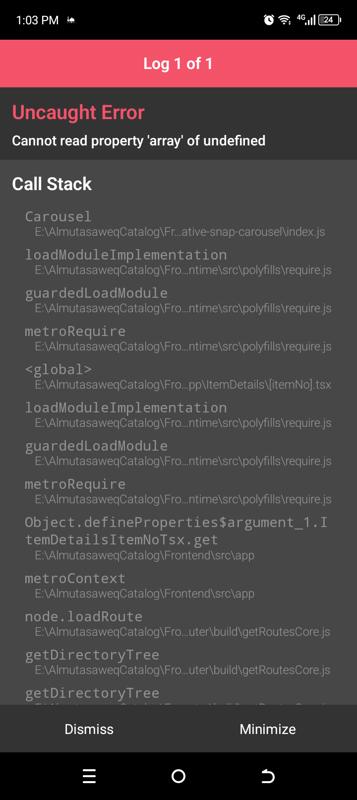 1:03 PM
4G
24
Log 1 of 1
Uncaught Error
Cannot read property 'array' of undefined
Call Stack
Carousel
E:\AlmutasaweqCatalog\Fr...ative-snap-carousel\index.js
loadModuleImplementation
E:\AlmutasaweqCatalog\Fro...ntime\src\polyfills\require.js
guardedLoadModule
E:\AlmutasaweqCatalog\Fro...ntime\src\polyfills\require.js
metroRequire
E:\AlmutasaweqCatalog\Fro...ntime\src\polyfills\require.js
<global>
E:\AlmutasaweqCatalog\Fro...pp\ItemDetails\[itemNo].tsx
loadModuleImplementation
E:\AlmutasaweqCatalog\Fro...ntime\src\polyfills\require.js
guardedLoadModule
E:\AlmutasaweqCatalog\Fro...ntime\src\polyfills\require.js
metroRequire
E:\AlmutasaweqCatalog\Fro...ntime\src\polyfills\require.js
Object.defineProperties$argument_1.I
temDetailsItemNoTsx.get
E:\AlmutasaweqCatalog\Frontend\src\app
metroContext
E:\AlmutasaweqCatalog\Frontend\src\app
node.loadRoute
E:\AlmutasaweqCatalog\Fro...uter\build\getRoutesCore.js
getDirectoryTree
E:\AlmutasaweqCatalog\Fro...uter\build\getRoutesCore.js
getDirectoryTree
Dismiss
Minimize